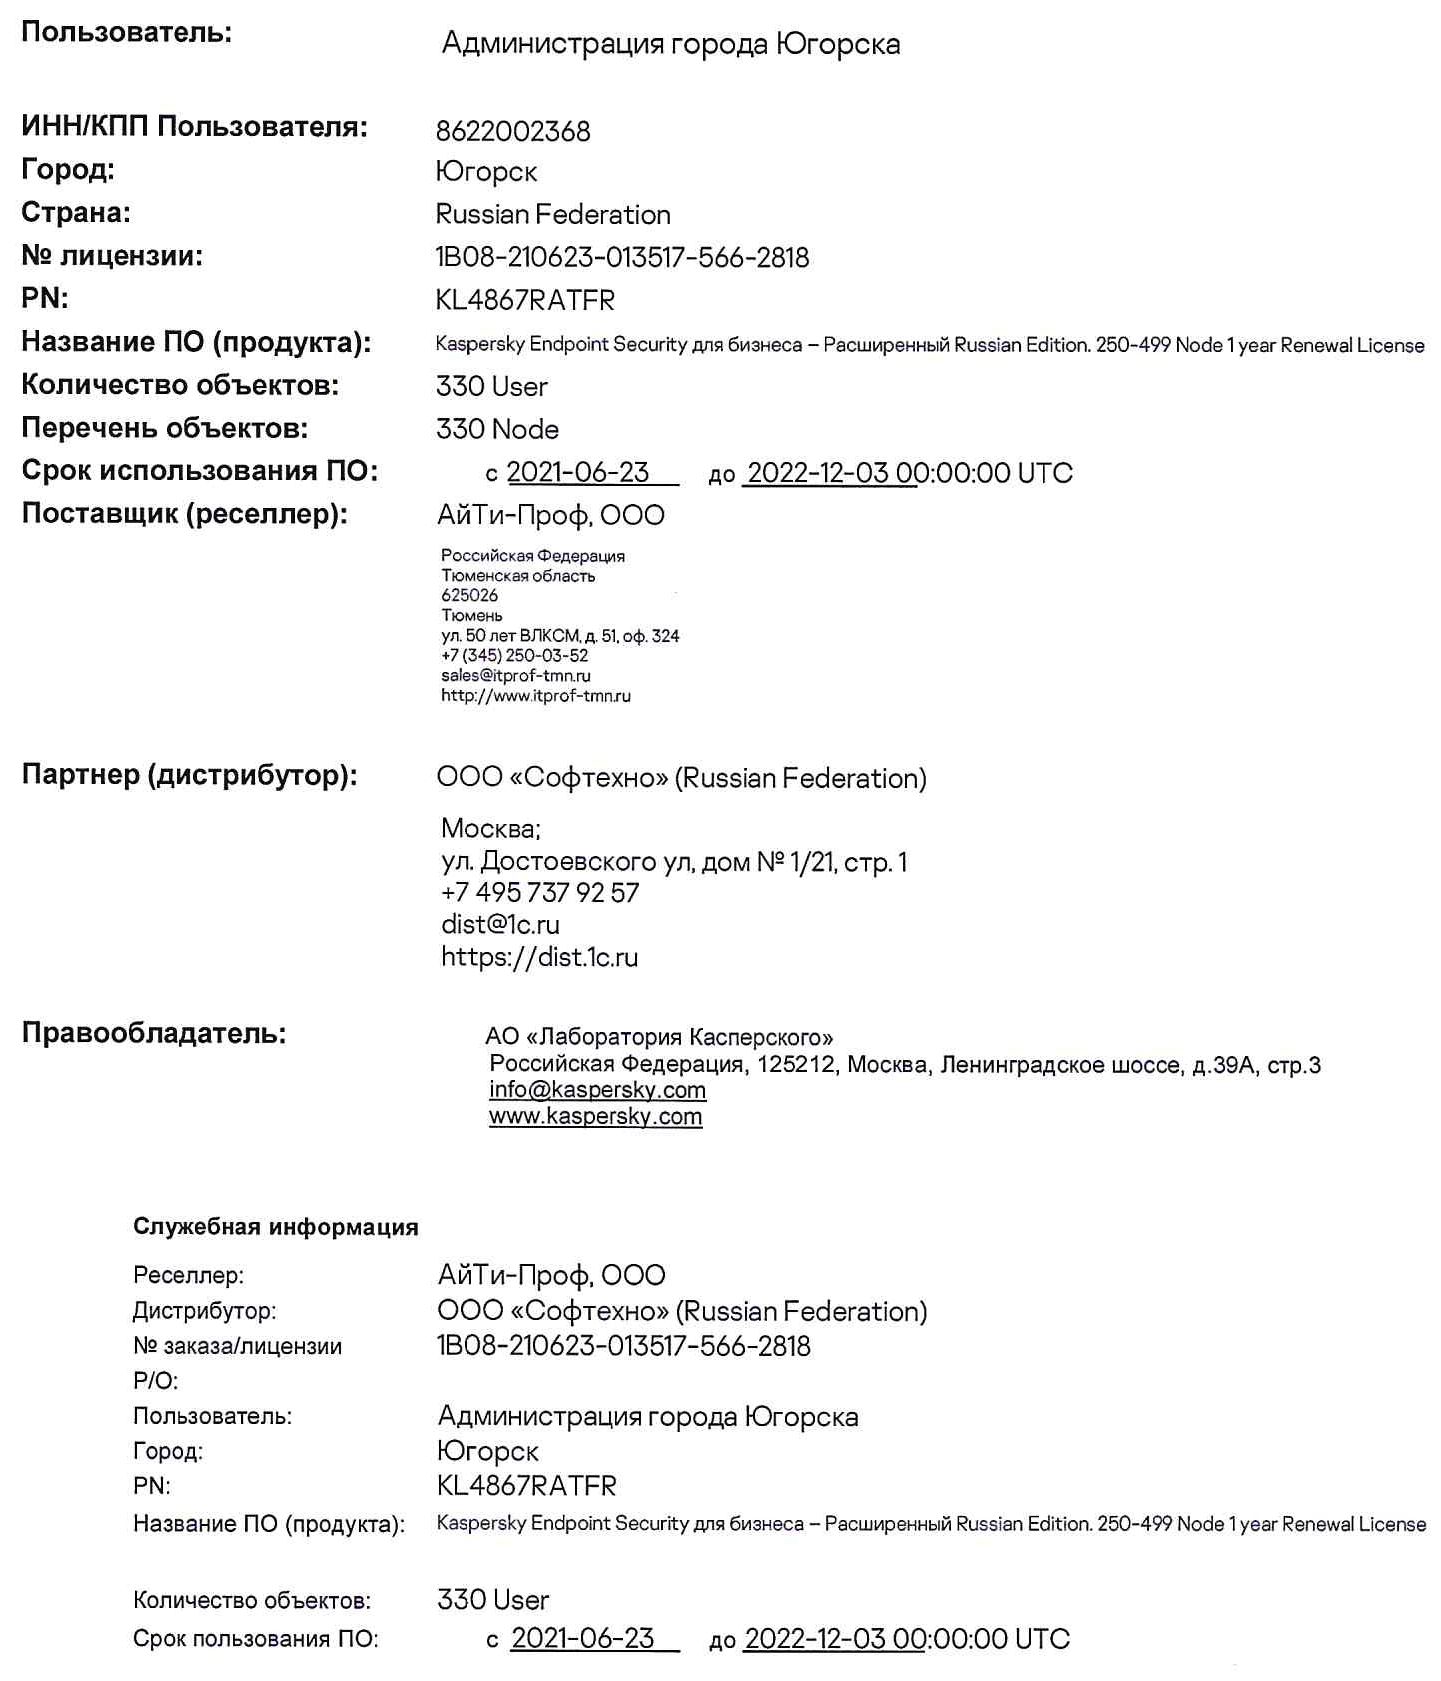 Пользователь: Администрация города Югорска
ИНН/КПП Пользователя: 8622002368
Город: Югорск
Страна: Russian Federation
№ лицензии: 1B08-210623-013517-566-2818
PN: KL4867RATFR
Название ПО (продукта): Kaspersky Endpoint Security для бизнеса – Расширенный Russian Edition. 250-499 Node 1 year Renewal License
Количество объектов: 330 User
Перечень объектов: 330 Node
Срок использования ПО: с 2021-06-23 до 2022-12-03 00:00:00 UTC
Поставщик (реселлер): АйТи-Проф, ООО
Российская Федерация
Тюменская область
625026
Тюмень
ул. 50 лет ВЛКСМ, д. 51, оф. 324
+7 (345) 250-03-52
sales@itprof-tmn.ru
http://www.itprof-tmn.ru
Партнер (дистрибутор): ООО «Софтехно» (Russian Federation)
Москва;
ул. Достоевского ул, дом № 1/21, стр. 1
+7 495 737 92 57
dist@1c.ru
https://dist.1c.ru
Правообладатель: АО «Лаборатория Касперского»
Российская Федерация, 125212, Москва, Ленинградское шоссе, д.39А, стр.3
info@kaspersky.com
www.kaspersky.com
Служебная информация
Реселлер: АйТи-Проф, ООО
Дистрибутор: ООО «Софтехно» (Russian Federation)
№ заказа/лицензии 1B08-210623-013517-566-2818
P/O:
Пользователь: Администрация города Югорска
Город: Югорск
PN: KL4867RATFR
Название ПО (продукта): Kaspersky Endpoint Security для бизнеса – Расширенный Russian Edition. 250-499 Node 1 year Renewal License
Количество объектов: 330 User
Срок пользования ПО: с 2021-06-23 до 2022-12-03 00:00:00 UTC